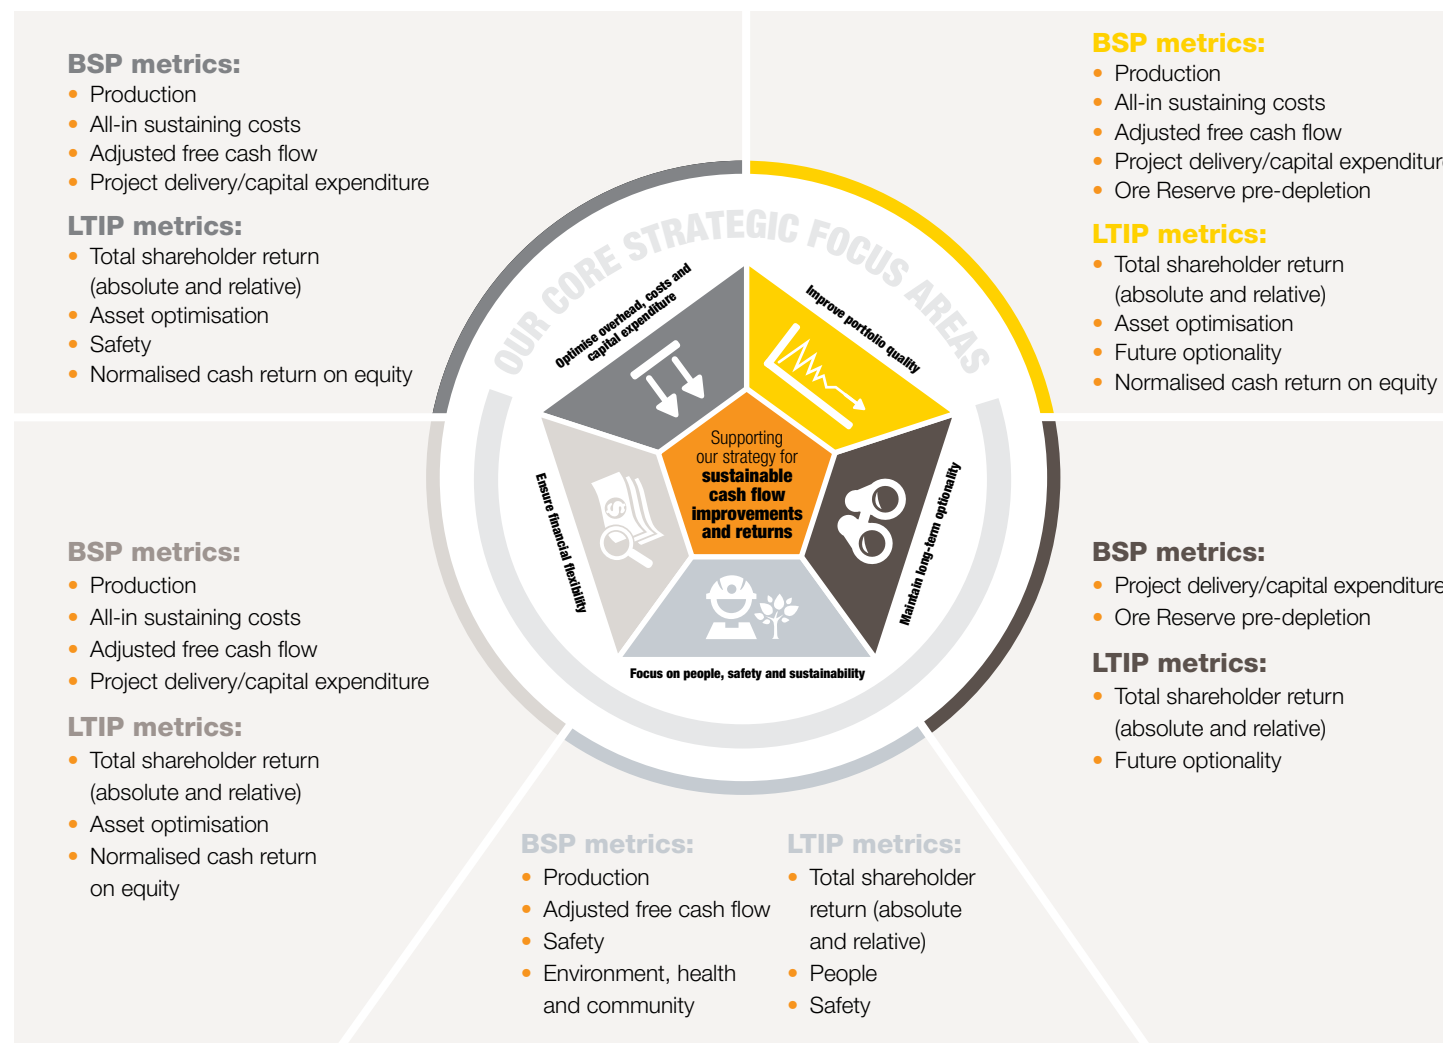 BSP metrics:
• Production
• All-in sustaining costs
• Adjusted free cash flow
• Project delivery/capital expenditure
LTIP metrics:
• Total shareholder return
(absolute and relative)
• Asset optimisation
• Safety
• Normalised cash return on equity
BSP metrics:
• Production
• All-in sustaining costs
• Adjusted free cash flow
• Project delivery/capital expenditur
• Ore Reserve pre-depletion
LTIP metrics:
• Total shareholder return
(absolute and relative)
• Asset optimisation
• Future optionality
• Normalised cash return on equity
OUR CORE STRATEGIC FOCUS AREAS
Optimise overhead, costs and
capital expenditure
Improve portfolio quality
Supporting
our strategy for
sustainable
cash flow
improvements
and returns
Ensure financial flexibility
Maintain long-term optionality
Focus on people, safety and sustainability
BSP metrics:
• Production
• All-in sustaining costs
• Adjusted free cash flow
• Project delivery/capital expenditure
LTIP metrics:
• Total shareholder return
(absolute and relative)
• Asset optimisation
• Normalised cash return
on equity
BSP metrics:
• Project delivery/capital expenditure
• Ore Reserve pre-depletion
LTIP metrics:
• Total shareholder return
(absolute and relative)
• Future optionality
BSP metrics:
• Production
• Adjusted free cash flow
• Safety
• Environment, health
and community
LTIP metrics:
• Total shareholder
return (absolute
and relative)
• People
• Safety